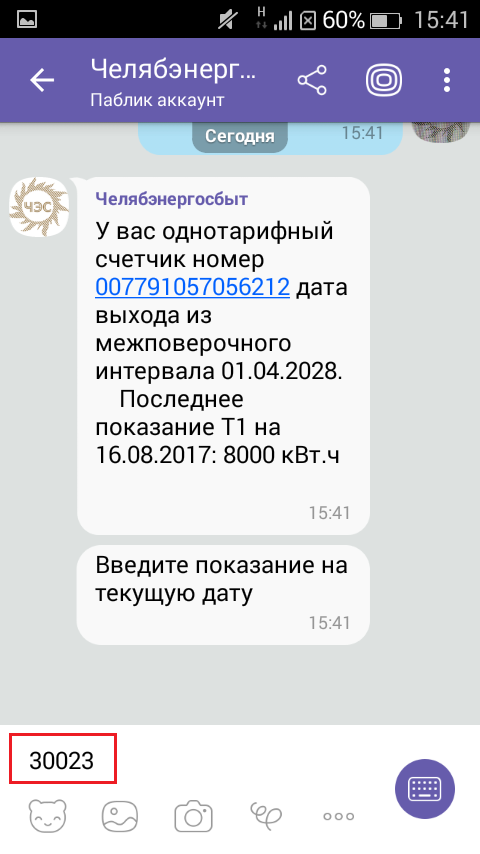 H 60% 15:41
Челябэнерг...
Паблик аккаунт
Сегодня 15:41
ЧЭС
Челябэнергосбыт
У вас однотарифный
счетчик номер
007791057056212 дата
выхода из
межповерочного
интервала 01.04.2028.
Последнее
показание Т1 на
16.08.2017: 8000 кВт.ч
15:41
Введите показание на
текущую дату
15:41
30023